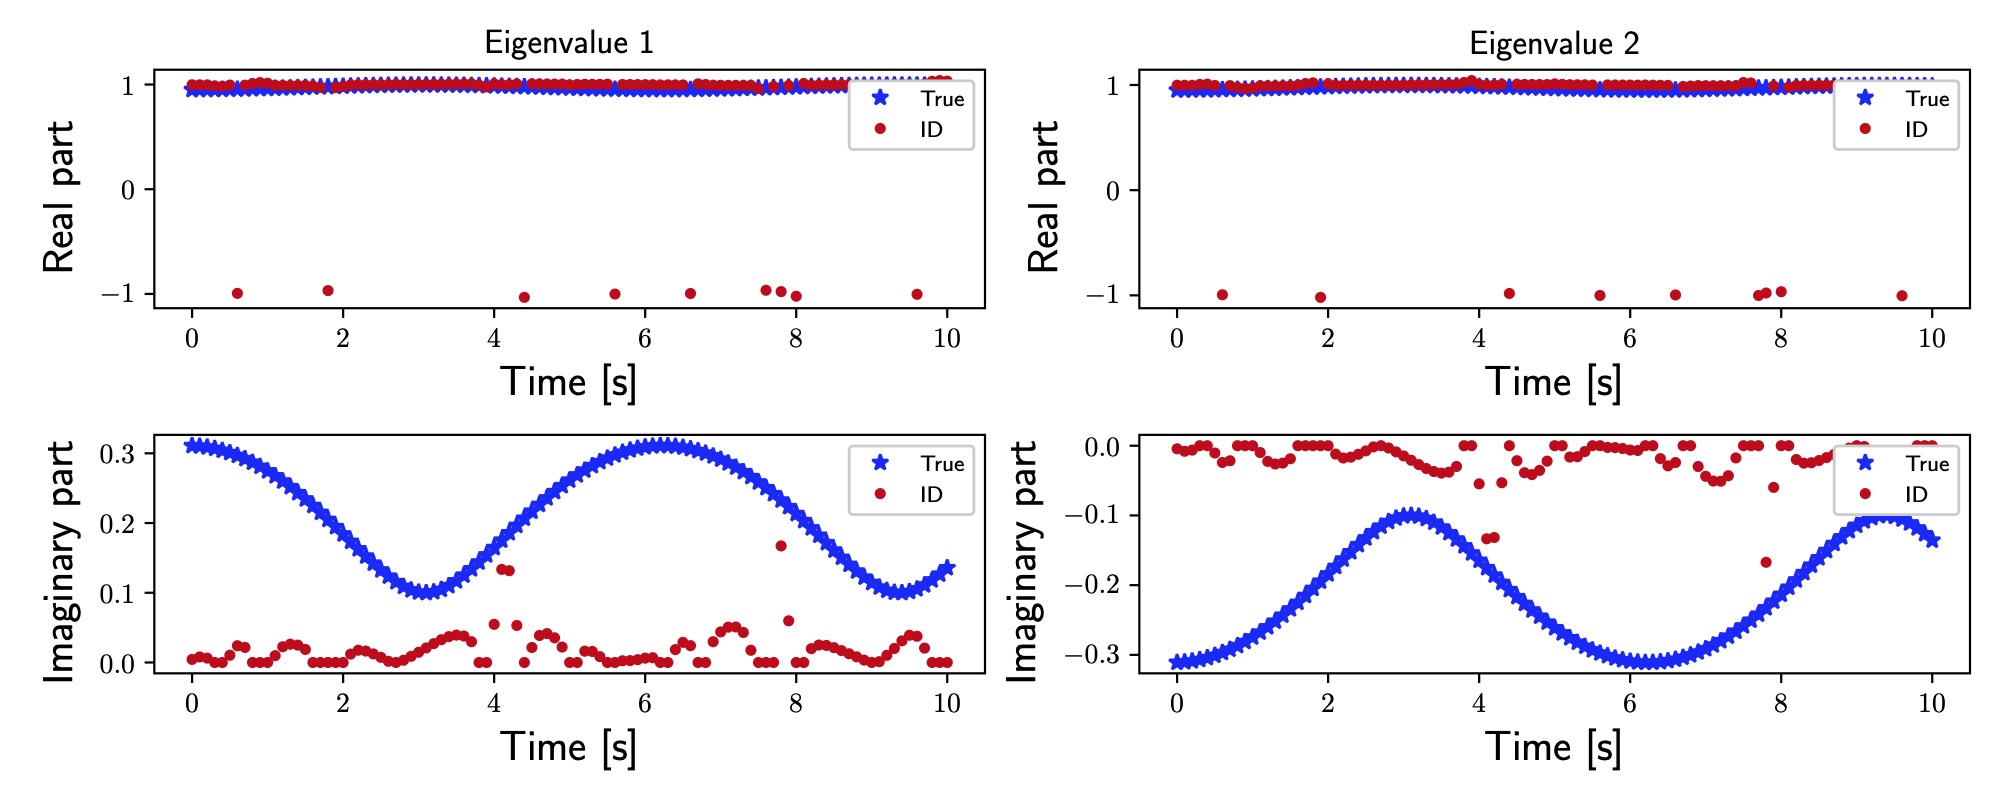 Eigenvalue 1
Real part
1
0
−1
True
ID
0 2 4 6 8 10
Time [s]
Eigenvalue 2
Real part
1
0
−1
True
ID
0 2 4 6 8 10
Time [s]
Imaginary part
0.3
0.2
0.1
0.0
True
ID
0 2 4 6 8 10
Time [s]
Imaginary part
0.0
−0.1
−0.2
−0.3
True
ID
0 2 4 6 8 10
Time [s]